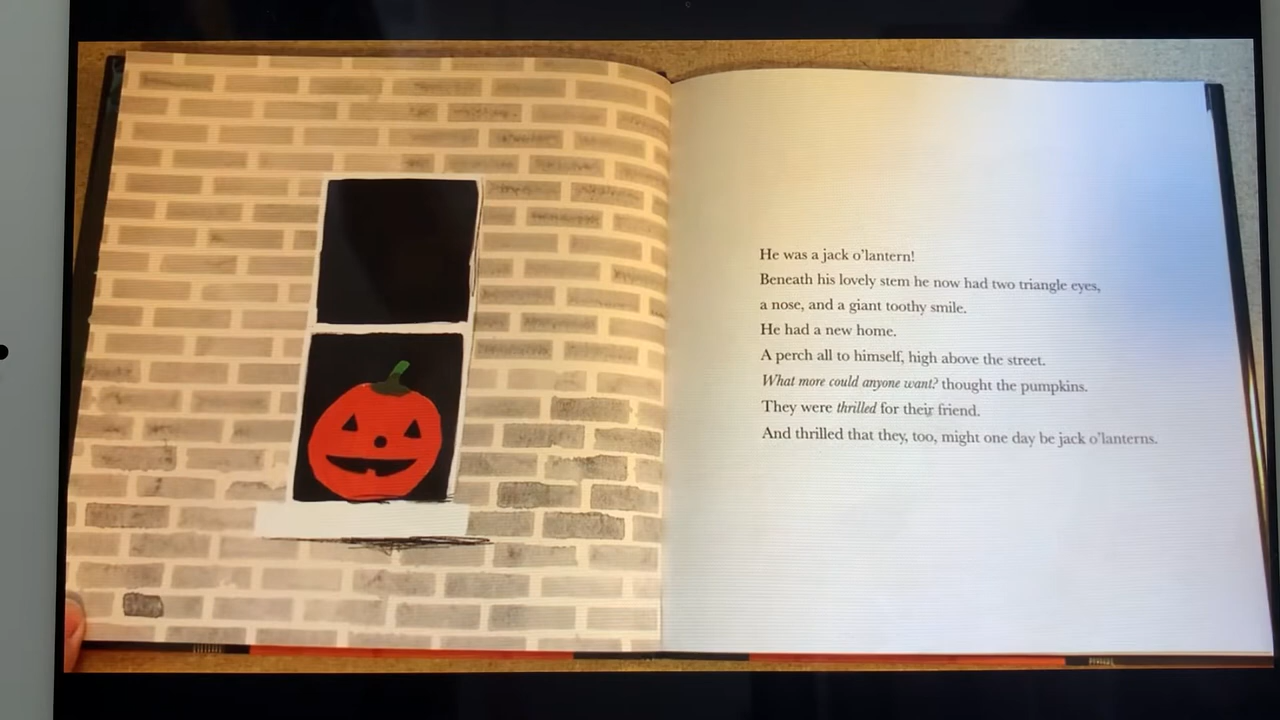 He was a jack o'lantern!
Beneath his lovely stem he now had two triangle eyes,
a nose, and a giant toothy smile.
He had a new home.
A perch all to himself, high above the street.
What more could anyone want? thought the pumpkins.
They were thrilled for their friend.
And thrilled that they, too, might one day be jack o'lanterns.